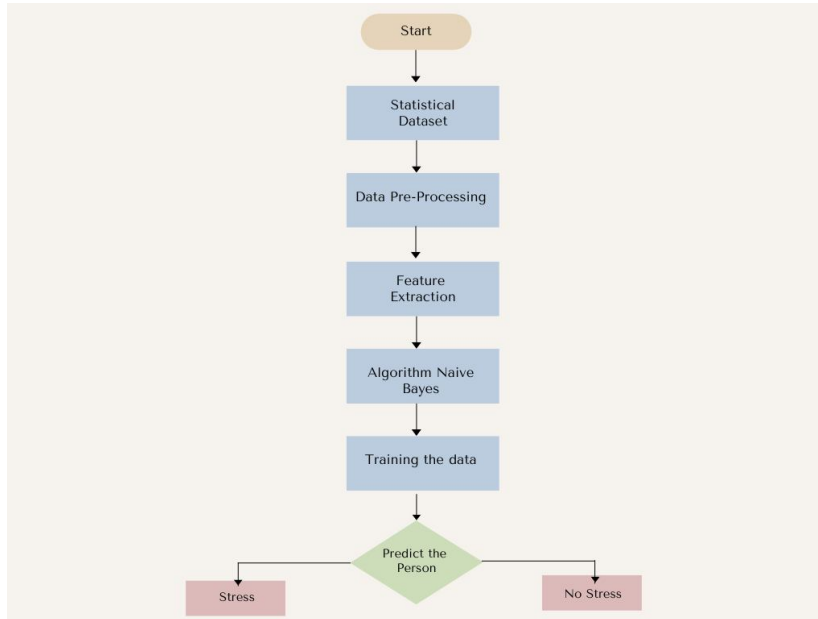 Start
Statistical
Dataset
Data Pre-Processing
Feature
Extraction
Algorithm Naive
Bayes
Training the data
Predict the
Person
Stress
No Stress